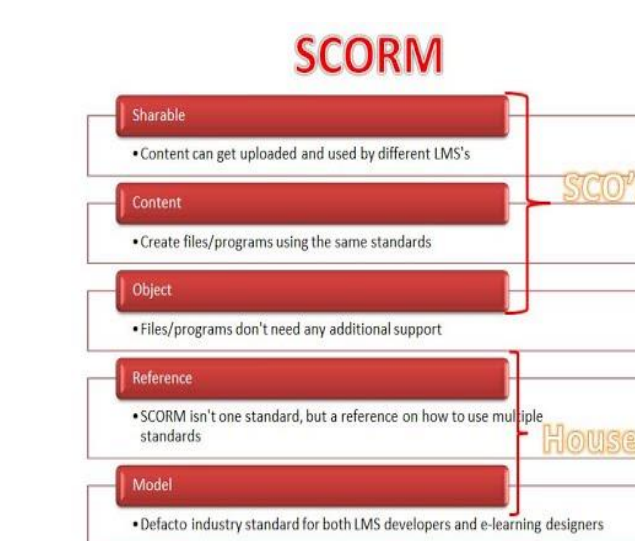 SCORM
Sharable
• Content can get uploaded and used by different LMS's
SCO'
Content
• Create files/programs using the same standards
Object
• Files/programs don't need any additional support
Reference
• SCORM isn't one standard, but a reference on how to use multiple
standards
House
Model
• Defacto industry standard for both LMS developers and e-learning designers